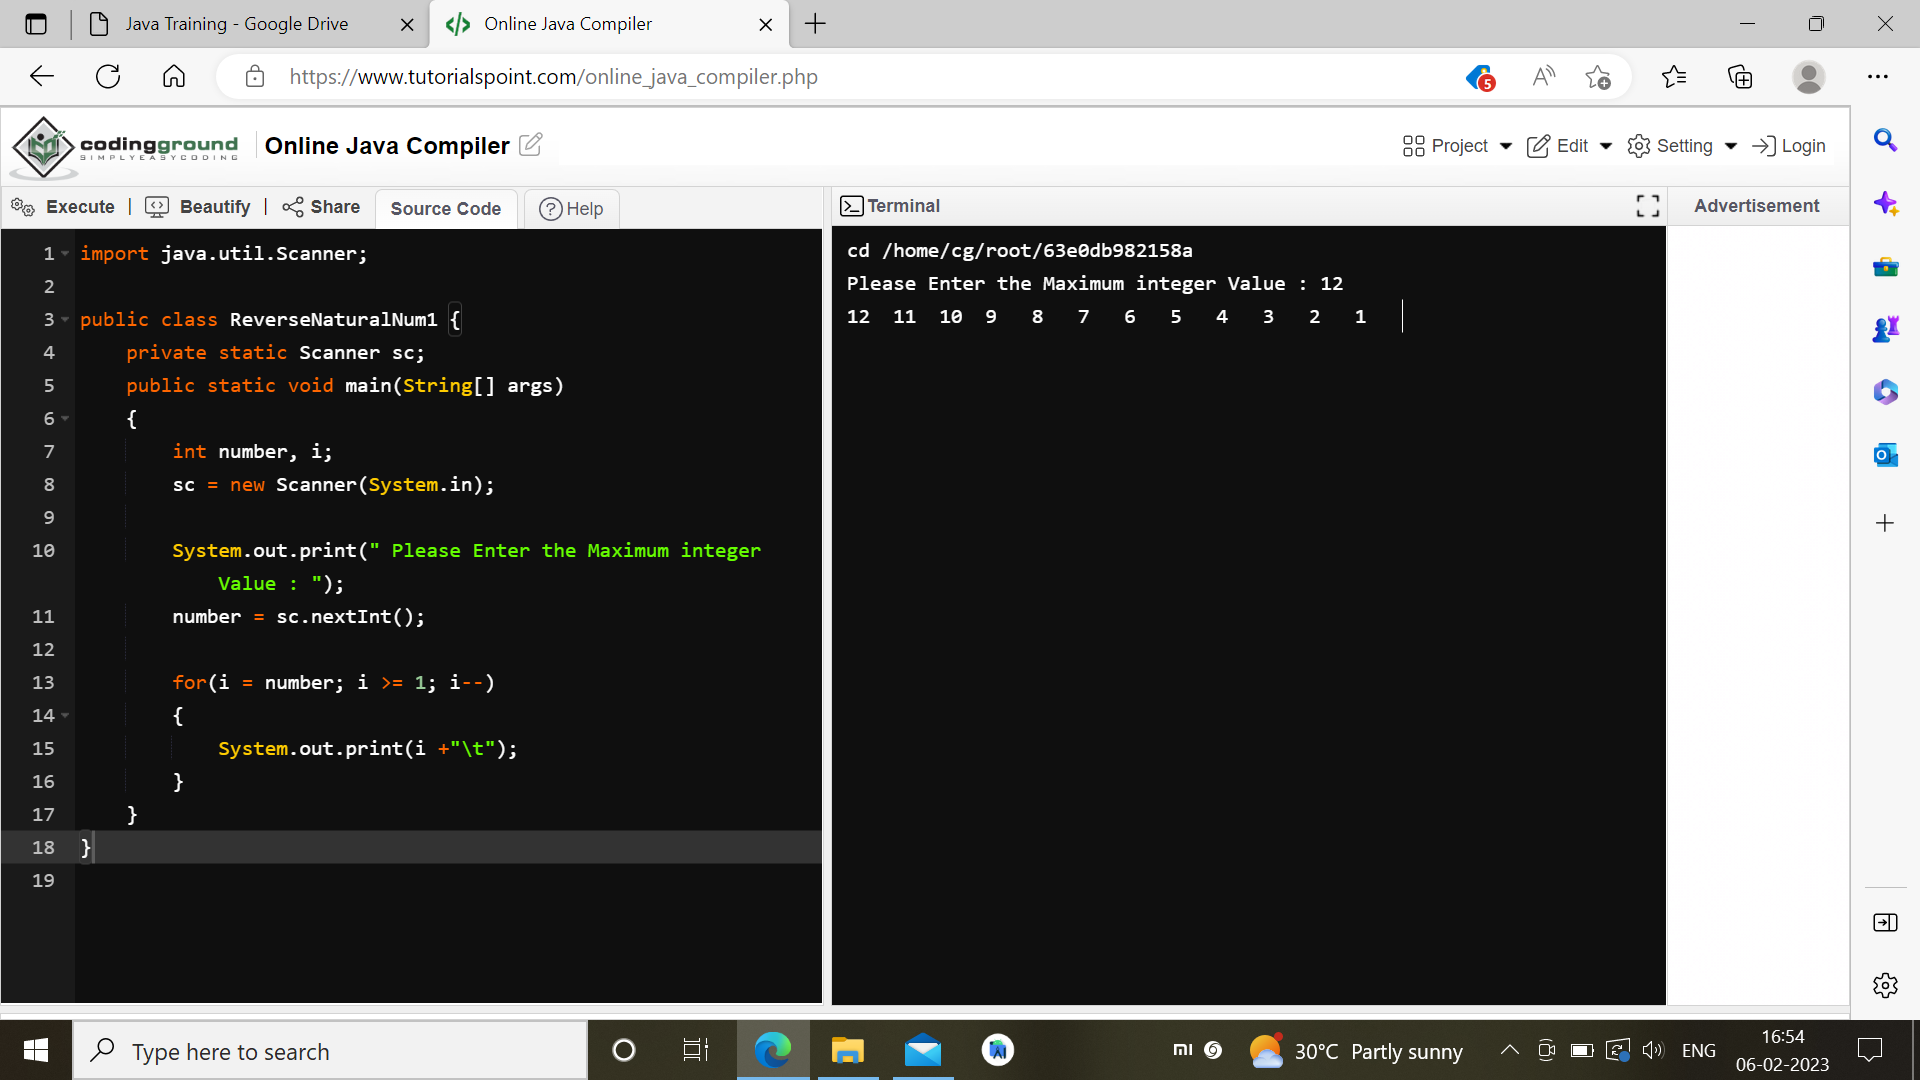 Java Training - Google Drive
Online Java Compiler
https://www.tutorialspoint.com/online_java_compiler.php
5
codingground
SIMPLYEASYCODING
Online Java Compiler
Project
Edit
Setting
Login
Execute | Beautify | Share
Source Code
Help
Terminal
Advertisement
1 import java.util.Scanner;
2
3 public class ReverseNaturalNum1 {
4 private static Scanner sc;
5 public static void main(String[] args)
6 {
7 int number, i;
8 sc = new Scanner(System.in);
9
10 System.out.print(" Please Enter the Maximum integer
Value : ");
11 number = sc.nextInt();
12
13 for(i = number; i >= 1; i--)
14 {
15 System.out.print(i +"\t");
16 }
17 }
18 }
19
cd /home/cg/root/63e0db982158a
Please Enter the Maximum integer Value : 12
12 11 10 9 8 7 6 5 4 3 2 1
Type here to search
30°C Partly sunny
ENG
16:54
06-02-2023